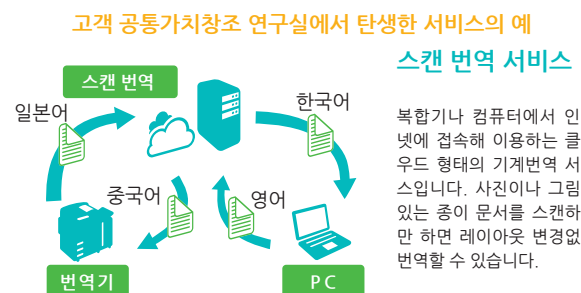 고객 공통가치창조 연구실에서 탄생한 서비스의 예
스캔 번역 서비스
스캔 번역
일본어
한국어
중국어
영어
번역기
PC
복합기나 컴퓨터에서 인
넷에 접속해 이용하는 클
우드 형태의 기계번역 서
스입니다. 사진이나 그림
있는 종이 문서를 스캔하
만 하면 레이아웃 변경없
번역할 수 있습니다.